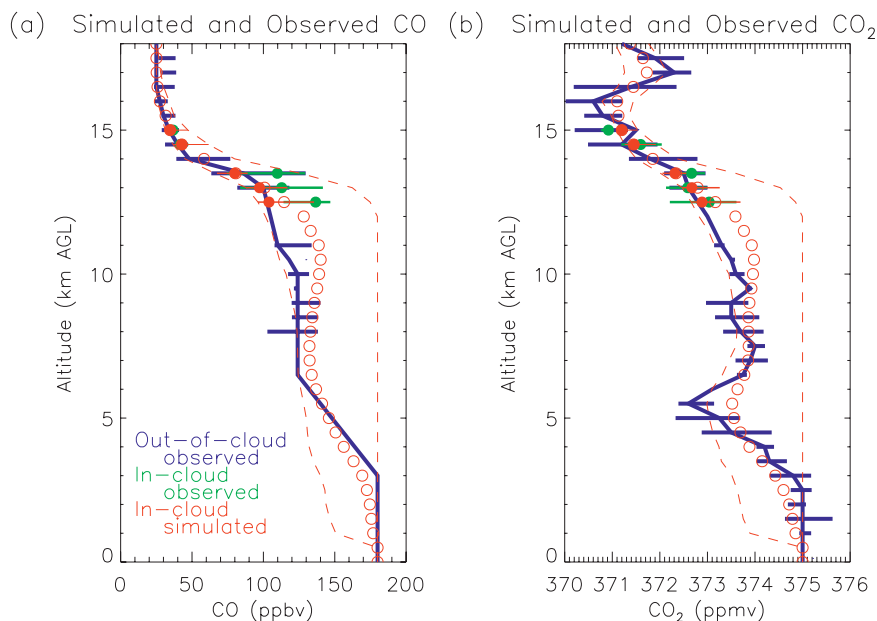 (a) Simulated and Observed CO
(b) Simulated and Observed CO2
Altitude (km AGL)
15
10
5
0
Out-of-cloud
observed
In-cloud
observed
In-cloud
simulated
0 50 100 150 200
CO (ppbv)
Altitude (km AGL)
15
10
5
0
370 371 372 373 374 375 376
CO2 (ppmv)